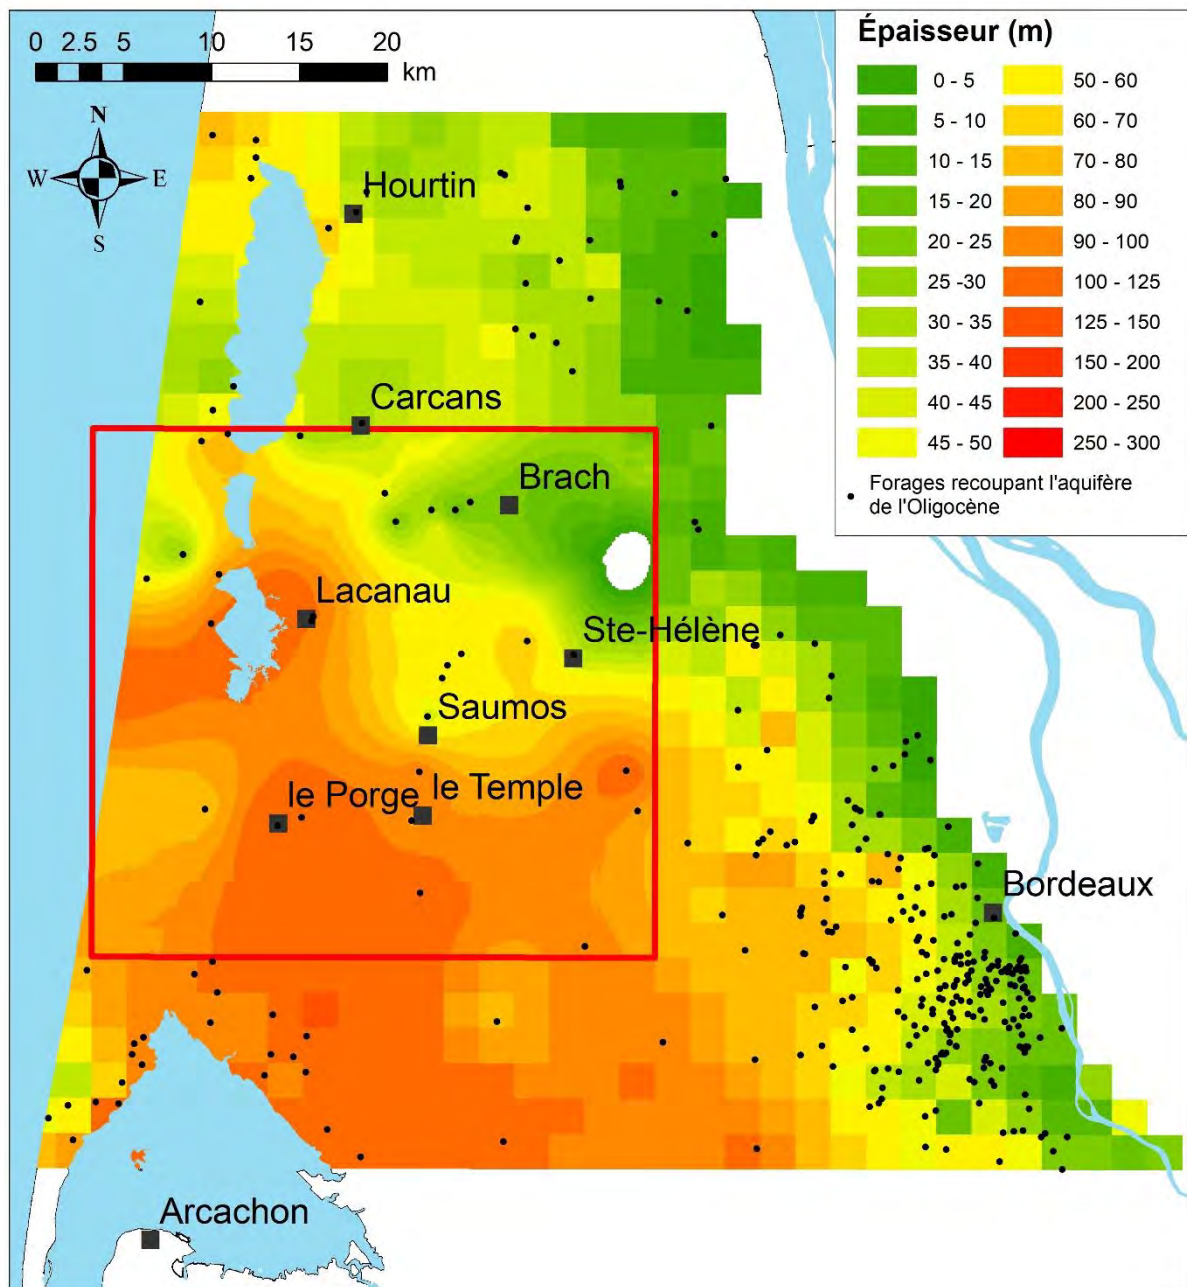 0 2.5 5 10 15 20
km
N
W E
S
Épaisseur (m)
0 - 5 50 - 60
5 - 10 60 - 70
10 - 15 70 - 80
15 - 20 80 - 90
20 - 25 90 - 100
25 -30 100 - 125
30 - 35 125 - 150
35 - 40 150 - 200
40 - 45 200 - 250
45 - 50 250 - 300
Forages recoupant l'aquifère
de l'Oligocène
Hourtin
Carcans
Brach
Lacanau
Ste-Hélène
Saumos
le Porge
le Temple
Bordeaux
Arcachon